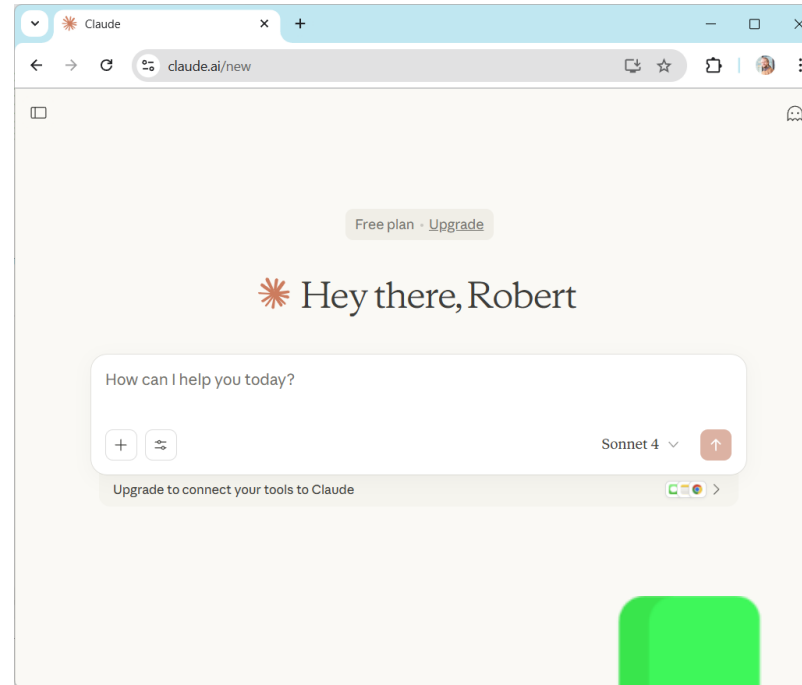 Claude
claude.ai/new
Free plan · Upgrade
Hey there, Robert
How can I help you today?
Sonnet 4
Upgrade to connect your tools to Claude